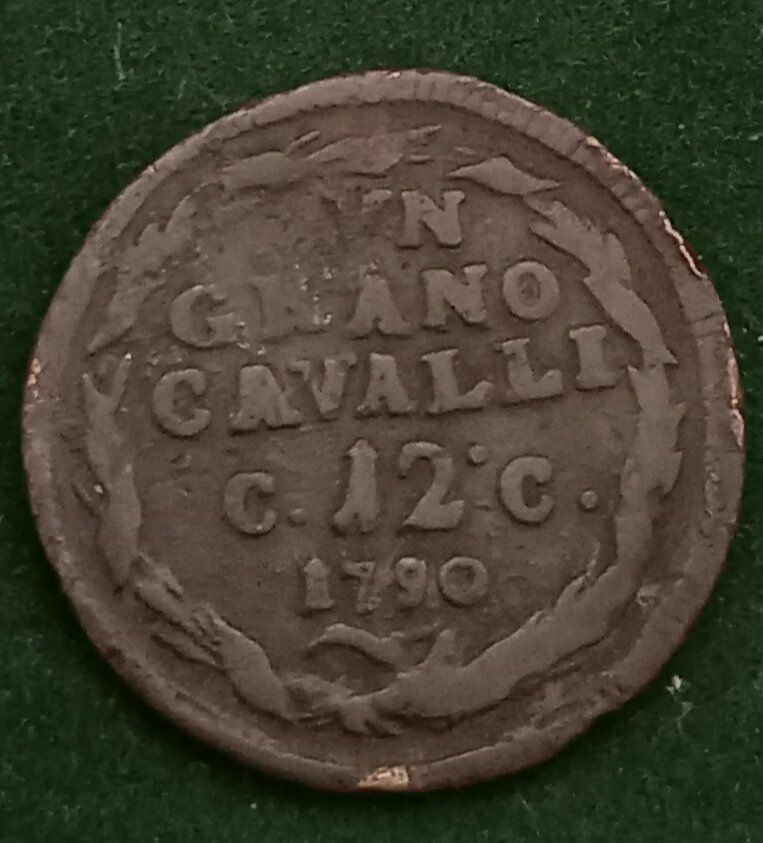 VN
GRANO
CAVALLI
C. 12 C.
1790